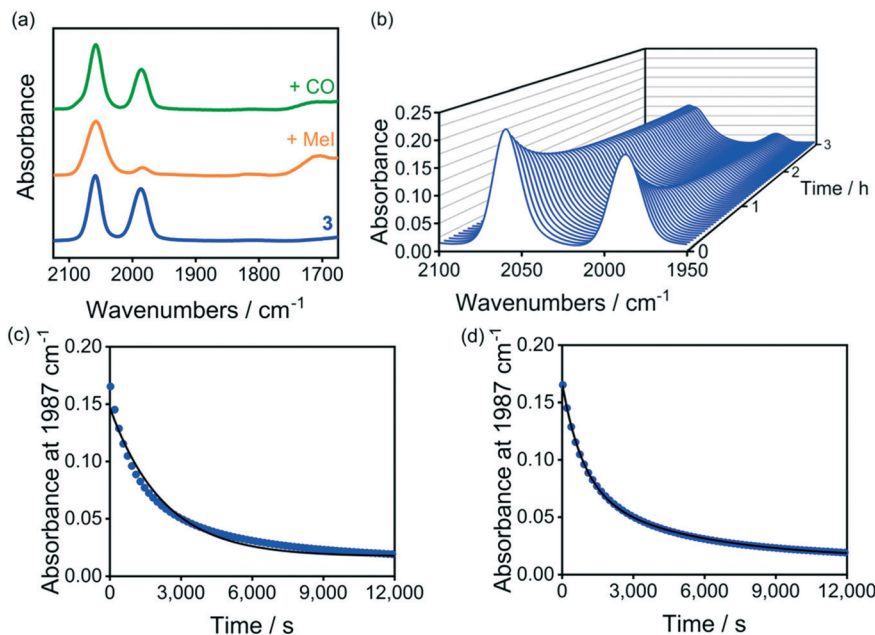 (a)
Absorbance
+ CO
+ MeI
3
2100 2000 1900 1800 1700
Wavenumbers / cm⁻¹
(b)
Absorbance
0.25
0.20
0.15
0.10
0.05
0.00
2100 2050 2000 1950
Wavenumbers / cm⁻¹
0 1 2 3
Time / h
(c)
Absorbance at 1987 cm⁻¹
0.20
0.15
0.10
0.05
0.00
0 3,000 6,000 9,000 12,000
Time / s
(d)
Absorbance at 1987 cm⁻¹
0.20
0.15
0.10
0.05
0.00
0 3,000 6,000 9,000 12,000
Time / s